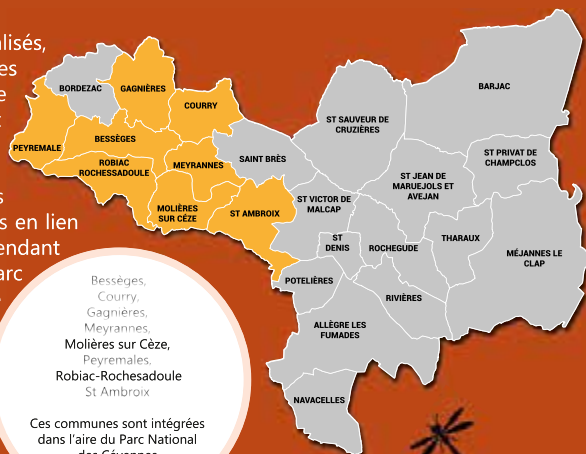 alisés,
es
e
s
s en lien
endant
arc
BORDEZAC
GAGNIÈRES
COURRY
PEYREMALE
BESSÈGES
ROBIAC
ROCHESSADOULE
MEYRANNES
MOLIÈRES
SUR CÈZE
ST AMBROIX
SAINT BRÈS
ST SAUVEUR DE
CRUZIÈRES
BARJAC
ST PRIVAT DE
CHAMPCLOS
ST JEAN DE
MARUEJOLS ET
AVEJAN
ST VICTOR DE
MALCAP
ST
DENIS
ROCHEGUDE
THARAUX
MÉJANNES LE
CLAP
POTELIÈRES
RIVIÈRES
ALLÈGRE LES
FUMADES
NAVACELLES
Bessèges,
Courry,
Gagnières,
Meyrannes,
Molières sur Cèze,
Peyremales,
Robiac-Rochesadoule
St Ambroix
Ces communes sont intégrées
dans l'aire du Parc National
des Cévennes